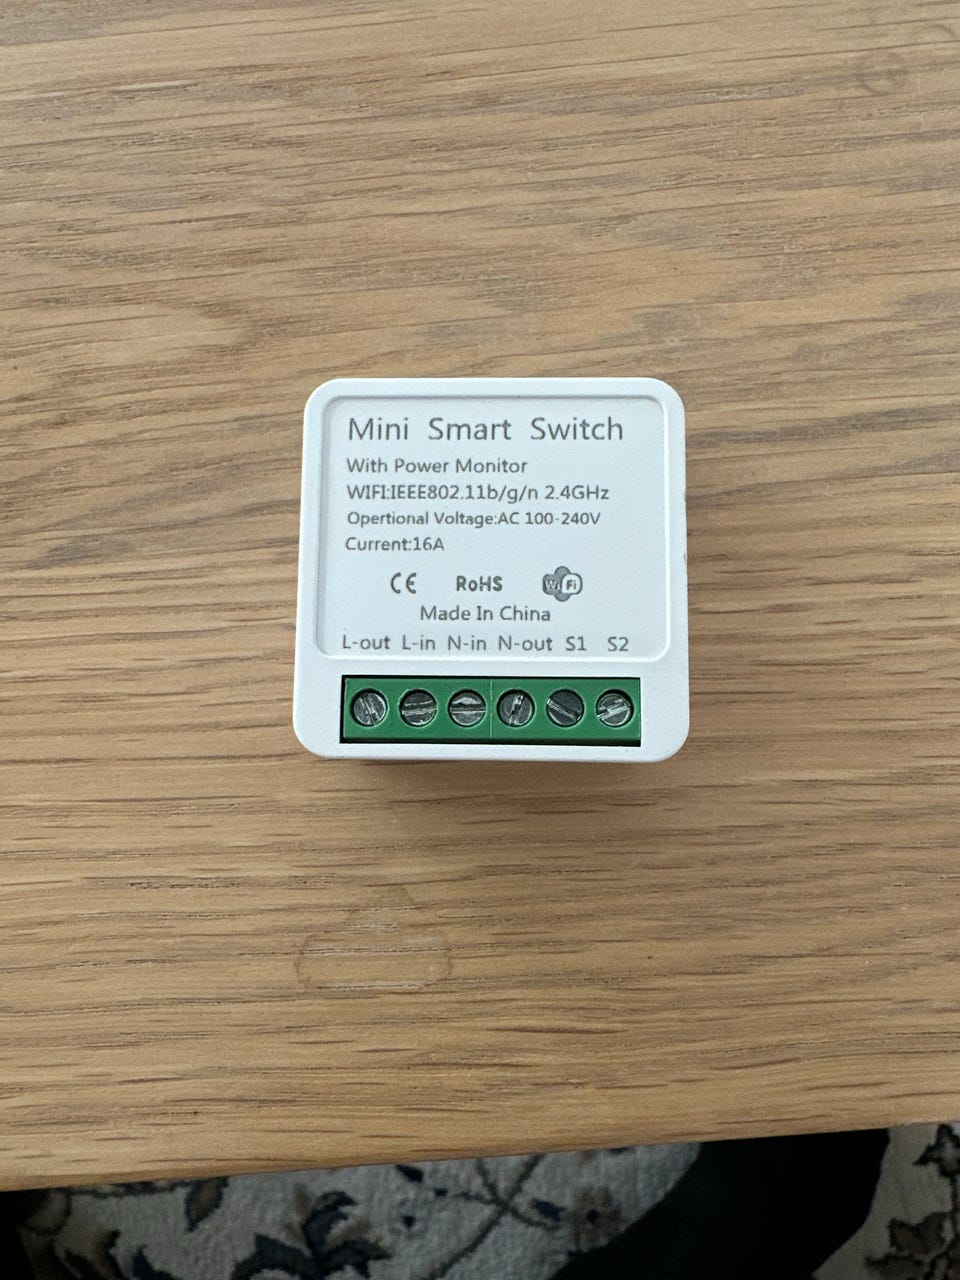 Mini Smart Switch
With Power Monitor
WIFI:IEEE802.11b/g/n 2.4GHz
Opertional Voltage:AC 100-240V
Current:16A
CE RoHS WiFi
Made In China
L-out L-in N-in N-out S1 S2